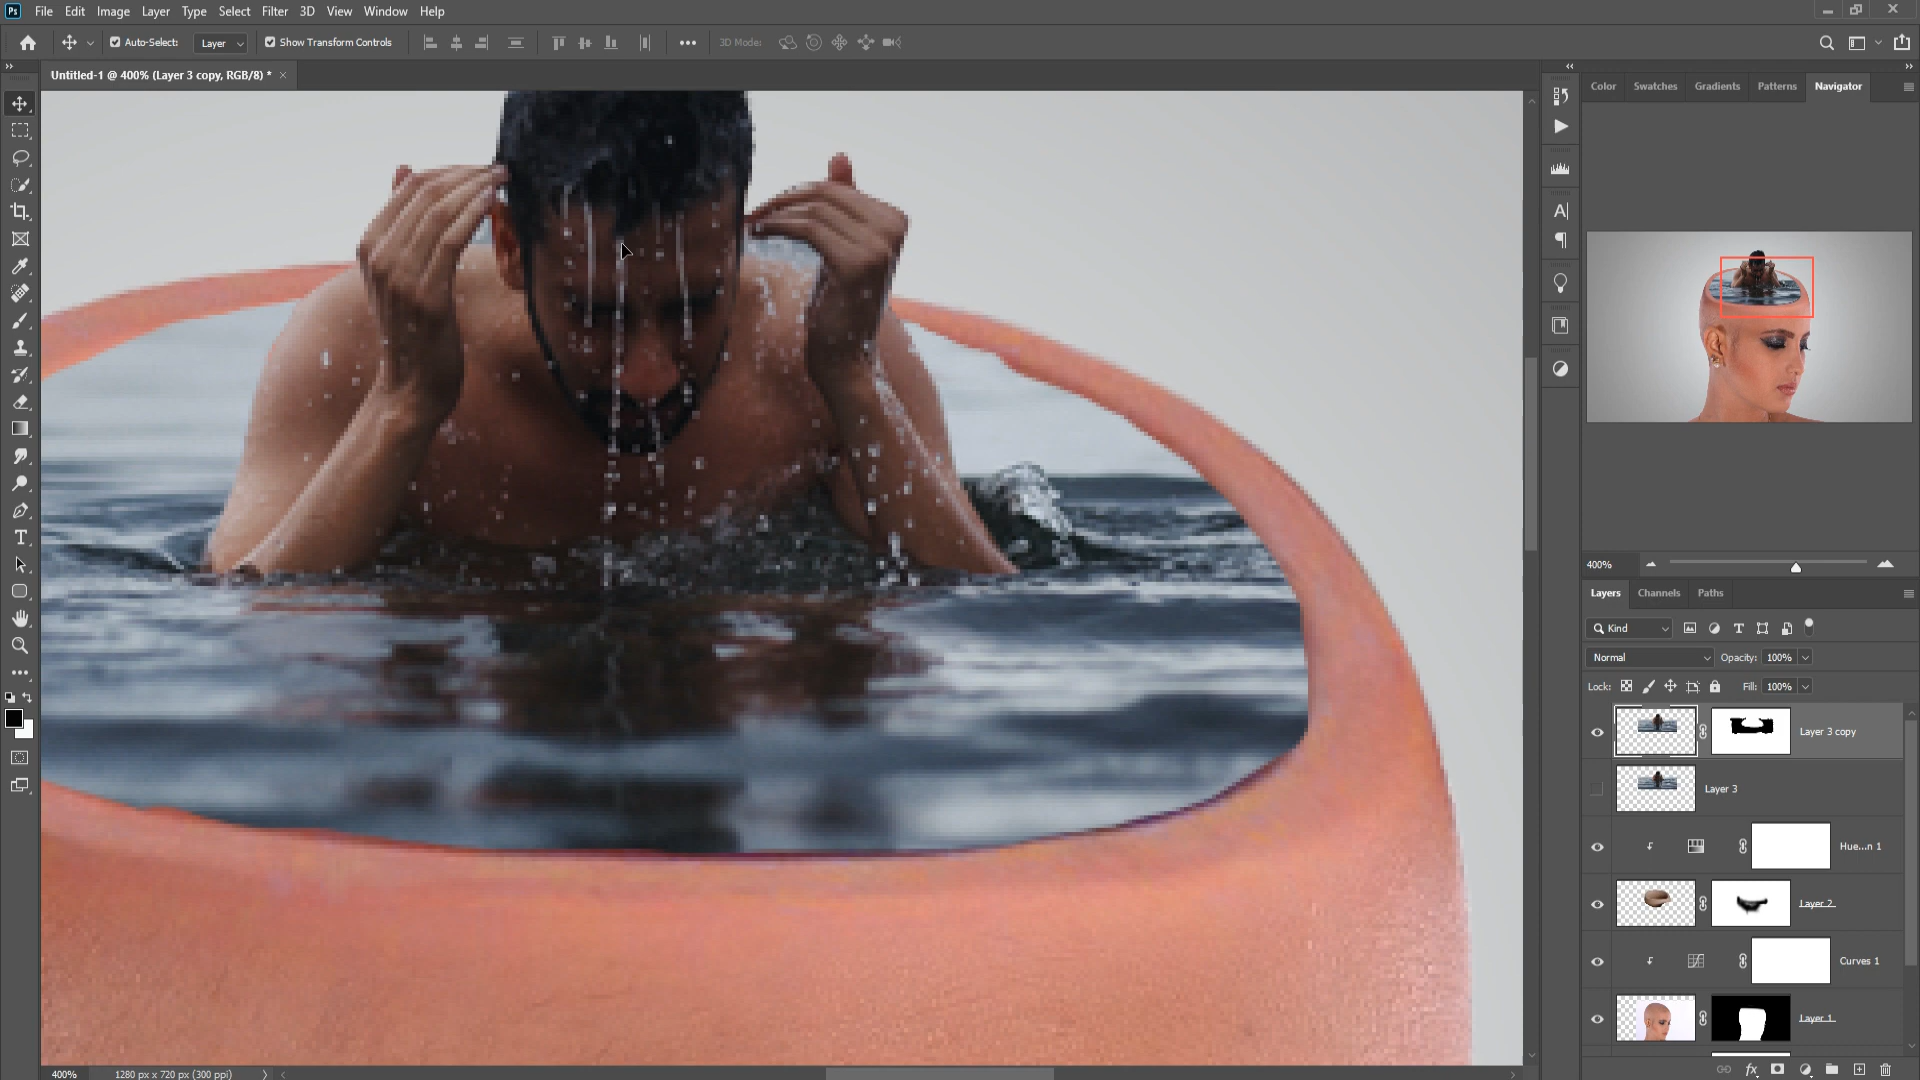 Ps File Edit Image Layer Type Select Filter 3D View Window Help
Auto-Select: Layer Show Transform Controls 3D Mode:
Untitled-1 @ 400% (Layer 3 copy, RGB/8) *
Color Swatches Gradients Patterns Navigator
400%
Layers Channels Paths
Kind
Normal Opacity: 100%
Lock: Fill: 100%
Layer 3 copy
Layer 3
Hue...n 1
Layer 2
Curves 1
Layer 1
400% 1280 px x 720 px (300 ppi)
fx